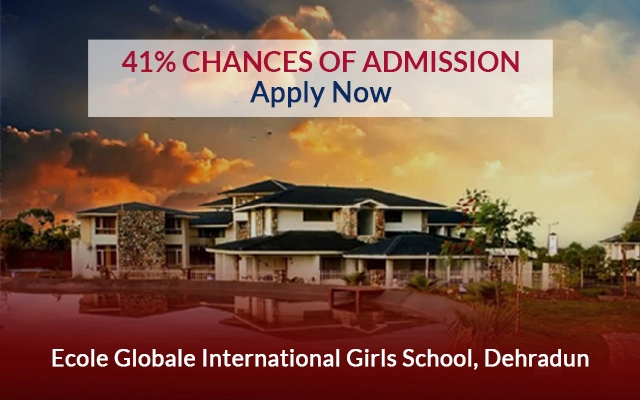 41% CHANCES OF ADMISSION
Apply Now
Ecole Globale International Girls School, Dehradun